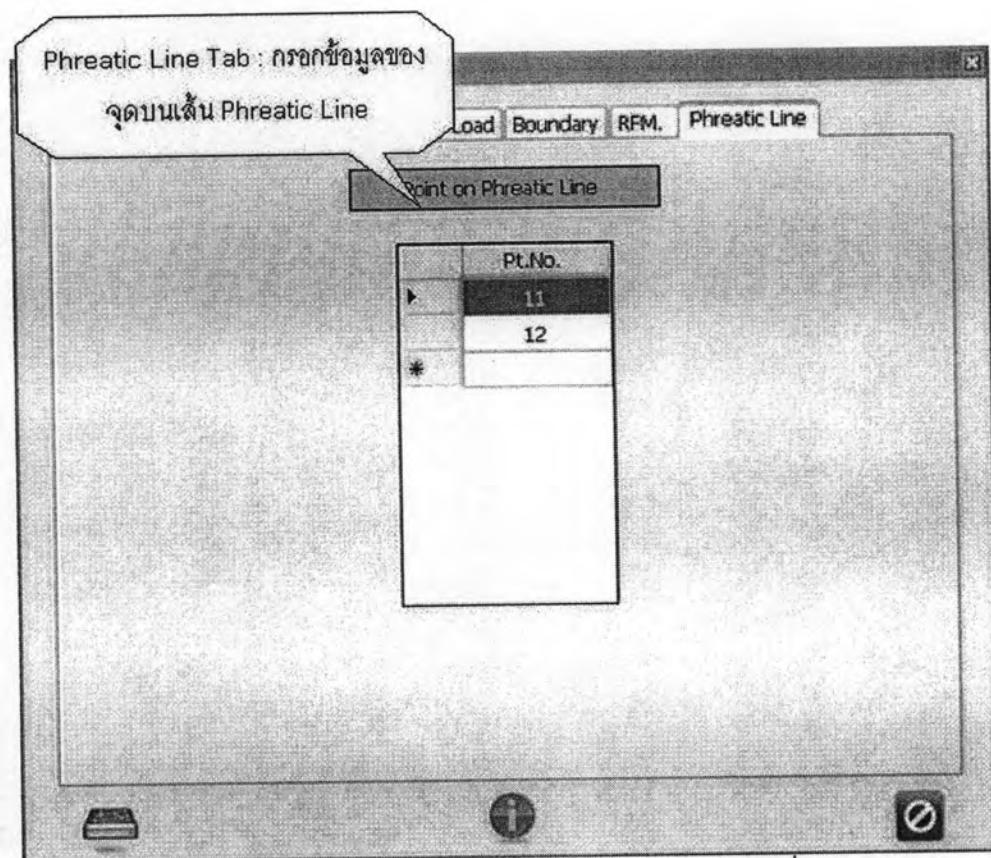 Phreatic Line Tab : กรอกข้อมูลของ
จุดบนเส้น Phreatic Line
Load Boundary RFM. Phreatic Line
Point on Phreatic Line
Pt.No.
11
12